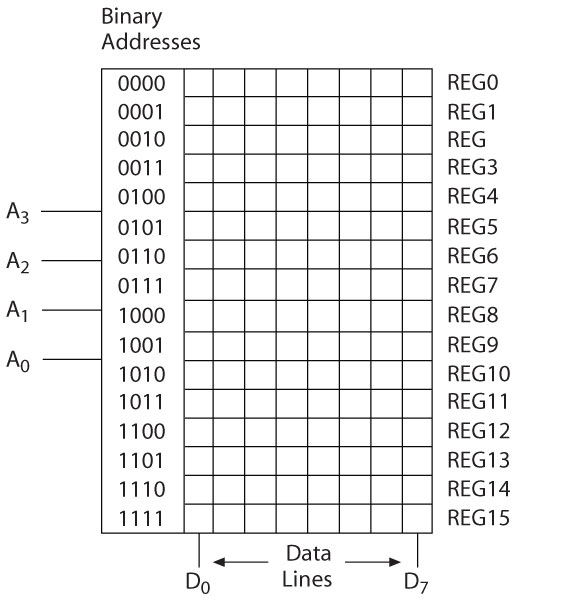 Binary
Addresses
0000 REG0
0001 REG1
0010 REG
0011 REG3
0100 REG4
A3
0101 REG5
A2
0110 REG6
0111 REG7
A1
1000 REG8
1001 REG9
A0
1010 REG10
1011 REG11
1100 REG12
1101 REG13
1110 REG14
1111 REG15
Data
Lines
D0 D7